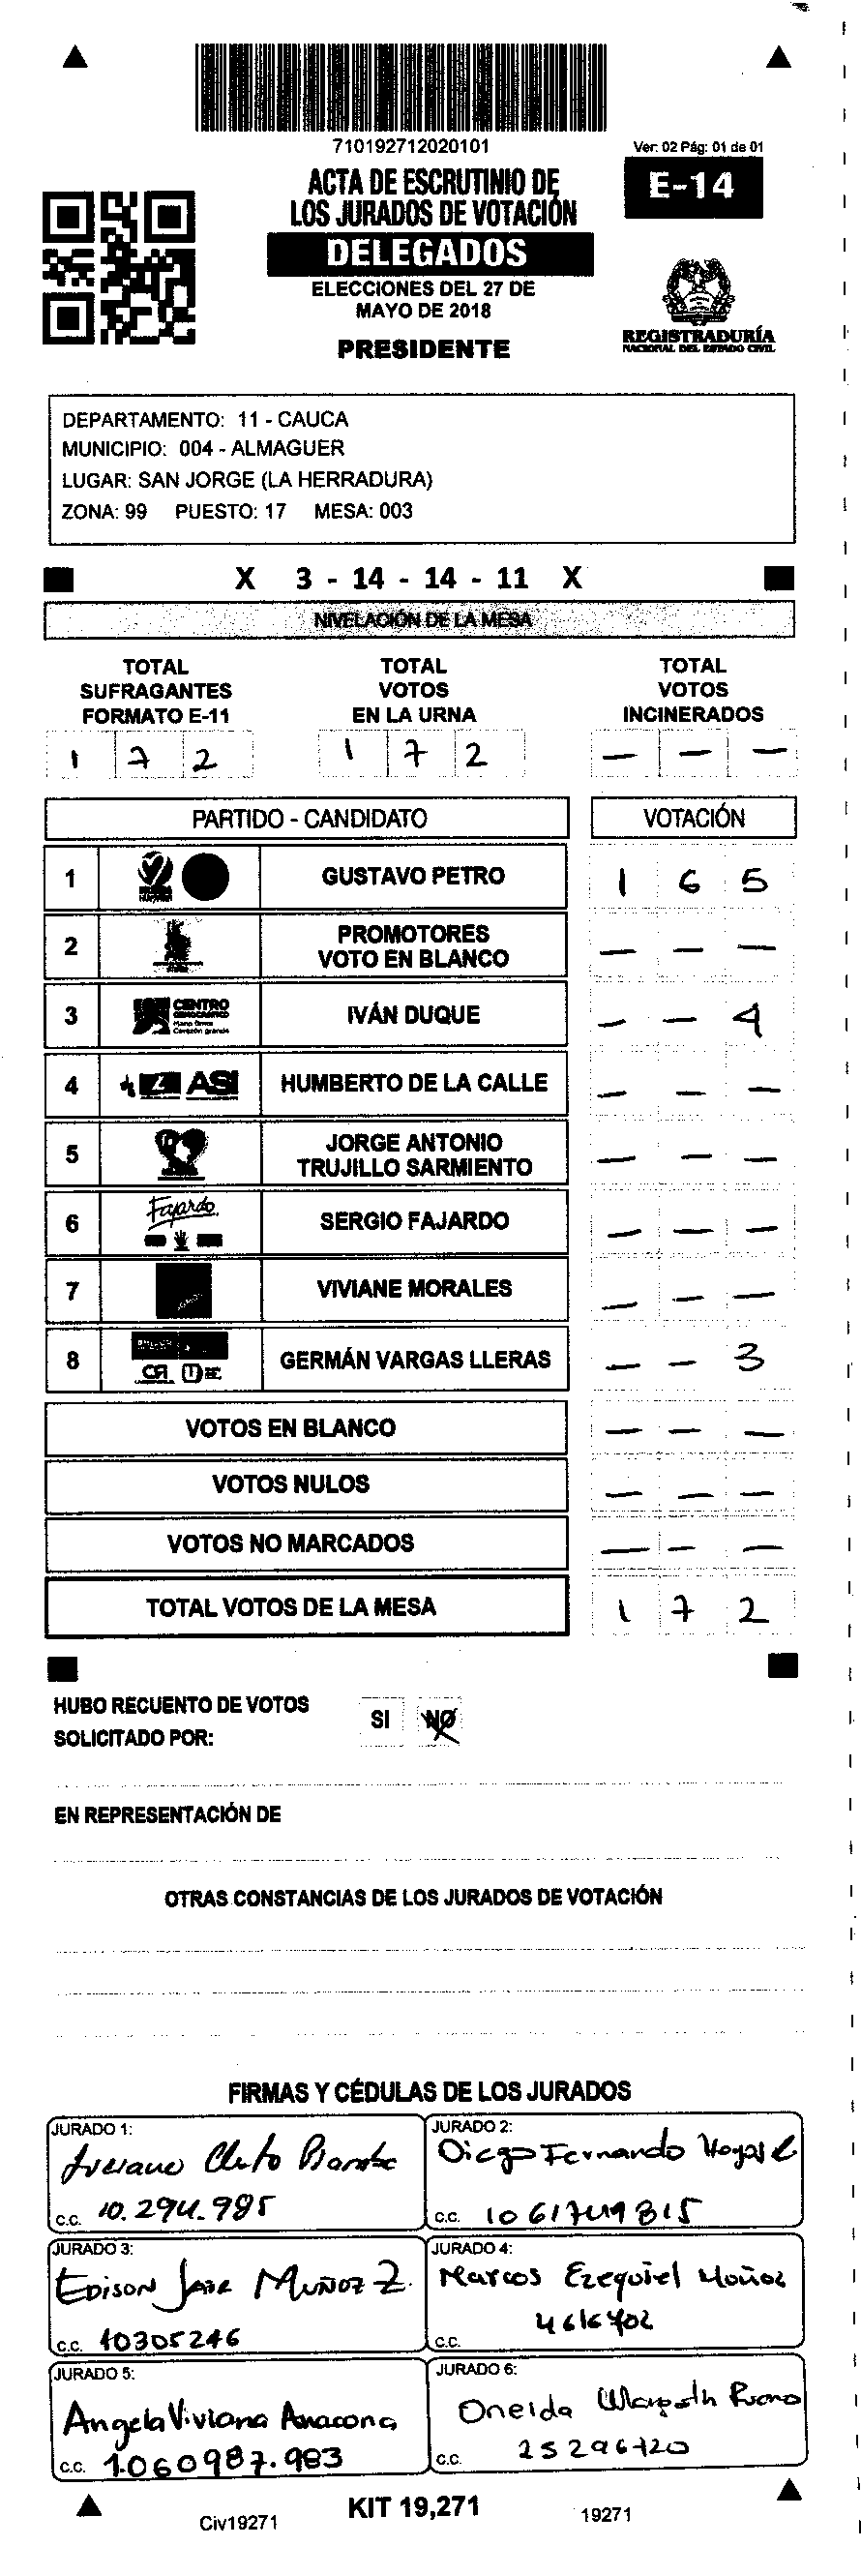 710192712020101
Ver: 02 Pág: 01 de 01
ACTA DE ESCRUTINIO DE
LOS JURADOS DE VOTACIÓN
E-14
DELEGADOS
ELECCIONES DEL 27 DE
MAYO DE 2018
PRESIDENTE
REGISTRADURÍA
NACIONAL DEL ESTADO CIVIL
DEPARTAMENTO: 11 - CAUCA
MUNICIPIO: 004 - ALMAGUER
LUGAR: SAN JORGE (LA HERRADURA)
ZONA: 99 PUESTO: 17 MESA: 003
X 3 - 14 - 14 - 11 X
NIVELACIÓN DE LA MESA
TOTAL SUFRAGANTES FORMATO E-11
TOTAL VOTOS EN LA URNA
TOTAL VOTOS INCINERADOS
1 7 2
1 7 2
— — —
PARTIDO - CANDIDATO VOTACIÓN
1 GUSTAVO PETRO 1 6 5
2 PROMOTORES VOTO EN BLANCO — — —
3 CENTRO DEMOCRÁTICO Mano firme Corazón grande IVÁN DUQUE — — 4
4 ASI HUMBERTO DE LA CALLE — — —
5 JORGE ANTONIO TRUJILLO SARMIENTO — — —
6 Fajardo SERGIO FAJARDO — — —
7 VIVIANE MORALES — — —
8 GERMÁN VARGAS LLERAS — — 3
VOTOS EN BLANCO — — —
VOTOS NULOS — — —
VOTOS NO MARCADOS — — —
TOTAL VOTOS DE LA MESA 1 7 2
HUBO RECUENTO DE VOTOS SI NO
SOLICITADO POR:
EN REPRESENTACIÓN DE
OTRAS CONSTANCIAS DE LOS JURADOS DE VOTACIÓN
FIRMAS Y CÉDULAS DE LOS JURADOS
JURADO 1:
c.c. 10.294.985
JURADO 2:
Diego Fernando Hoyos
c.c. 1061749815
JURADO 3:
Edison Jair Muñoz Z.
c.c. 10305246
JURADO 4:
Marcos Ezequiel Muñoz
4616402
c.c.
JURADO 5:
Angela Viviana Anacona
c.c. 1.060987.983
JURADO 6:
Oneida
25296720
c.c.
Civ19271
KIT 19,271
19271